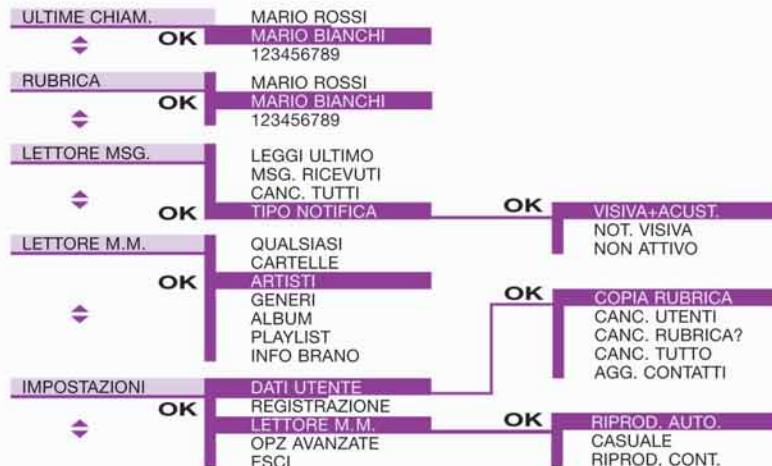 ULTIME CHIAM.
OK
MARIO ROSSI
MARIO BIANCHI
123456789
RUBRICA
OK
MARIO ROSSI
MARIO BIANCHI
123456789
LETTORE MSG.
OK
LEGGI ULTIMO
MSG. RICEVUTI
CANC. TUTTI
TIPO NOTIFICA
OK
VISIVA+ACUST.
NOT. VISIVA
NON ATTIVO
LETTORE M.M.
OK
QUALSIASI
CARTELLE
ARTISTI
GENERI
ALBUM
PLAYLIST
INFO BRANO
IMPOSTAZIONI
OK
DATI UTENTE
REGISTRAZIONE
LETTORE M.M.
OPZ AVANZATE
ESCI
OK
COPIA RUBRICA
CANC. UTENTI
CANC. RUBRICA?
CANC. TUTTO
AGG. CONTATTI
OK
RIPROD. AUTO.
CASUALE
RIPROD. CONT.